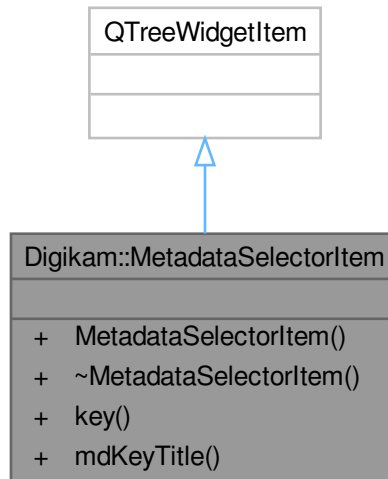 QTreeWidgetItem
Digikam::MetadataSelectorItem
+ MetadataSelectorItem()
+ ~MetadataSelectorItem()
+ key()
+ mdKeyTitle()